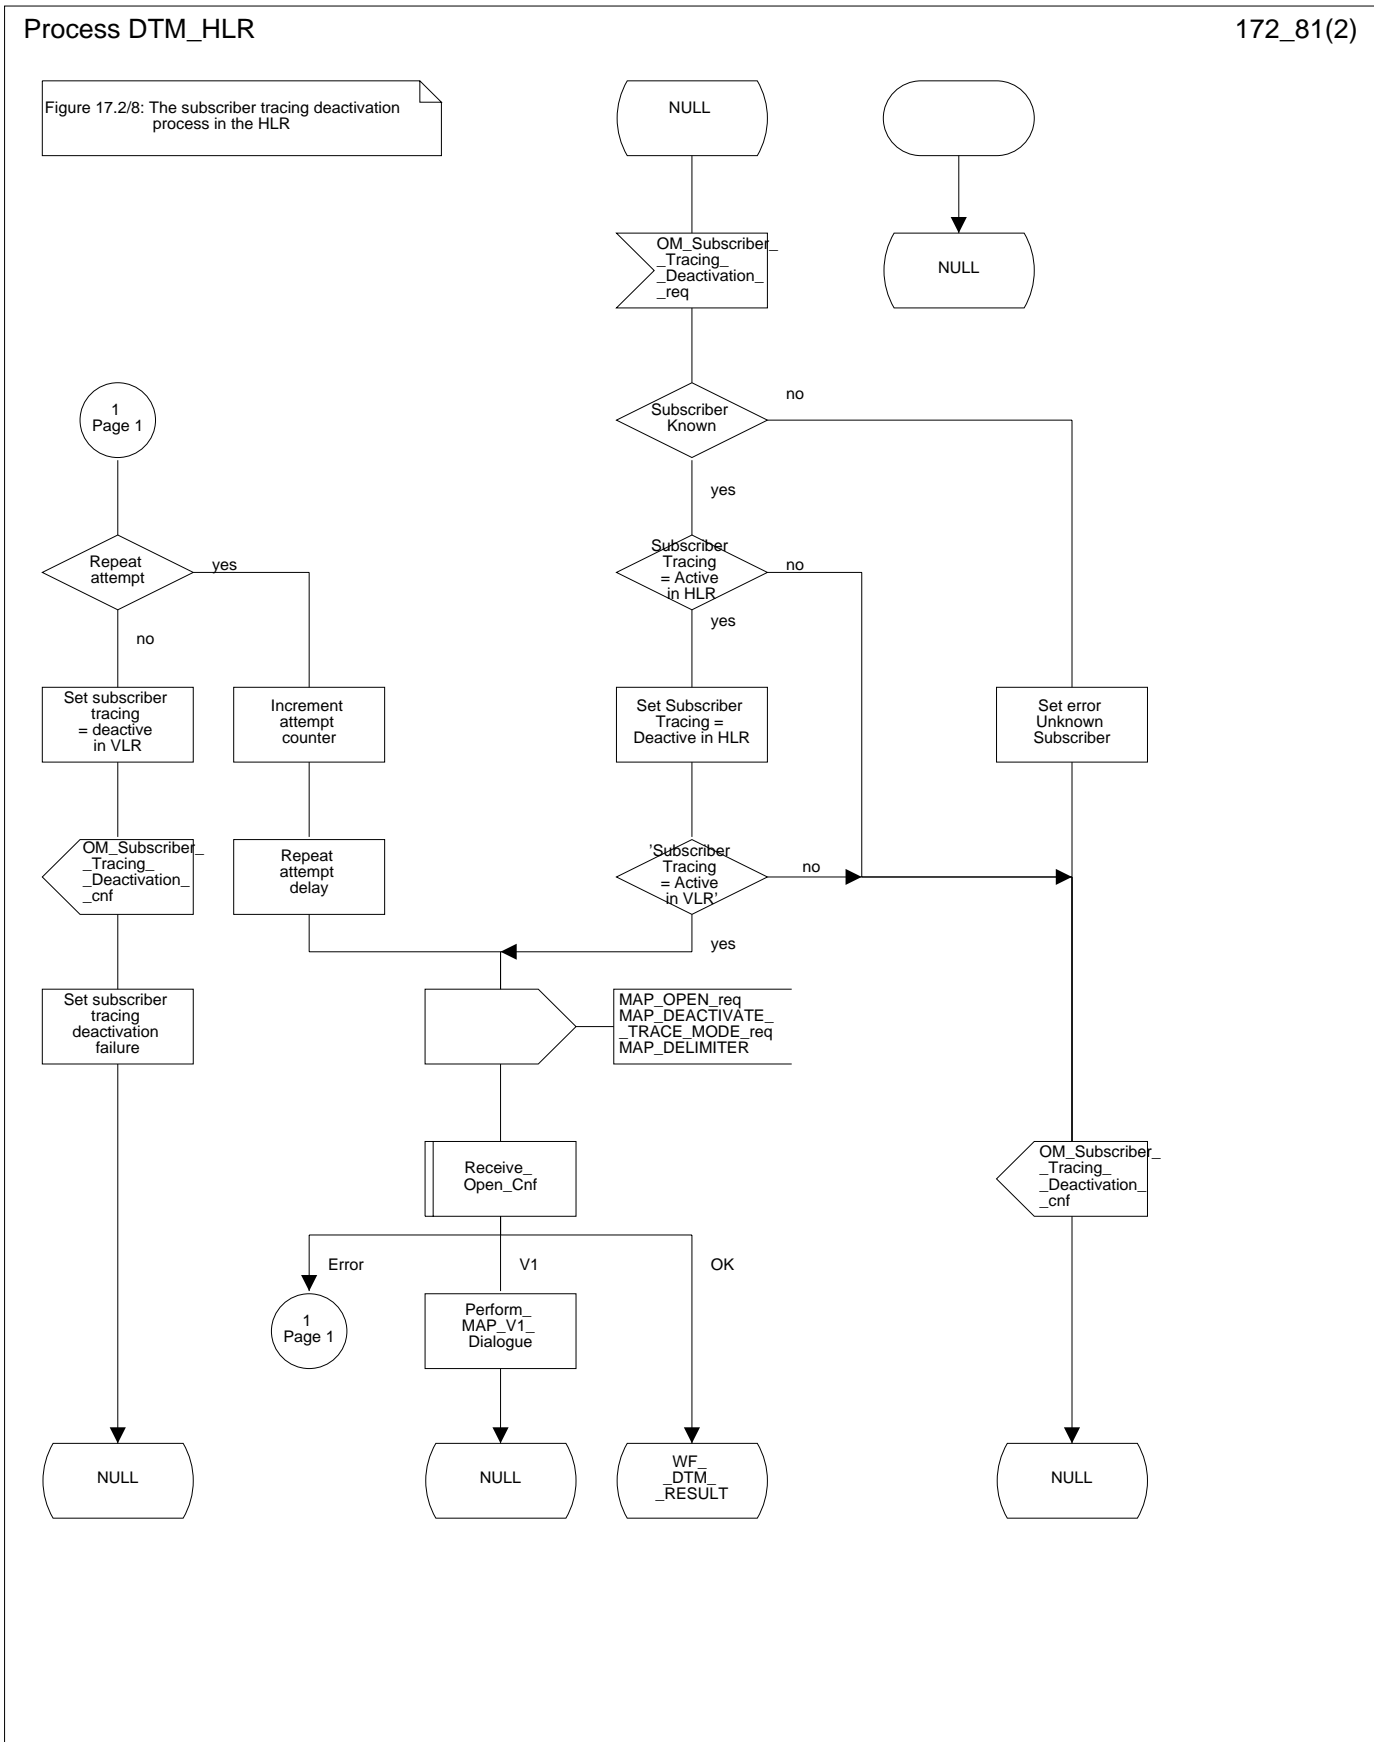 Process DTM_HLR
172_81(2)
Figure 17.2/8: The subscriber tracing deactivation
process in the HLR
NULL
OM_Subscriber_
_Tracing_
_Deactivation_
_req
NULL
Subscriber
Known
no
yes
1
Page 1
Repeat
attempt
yes
no
Subscriber
Tracing
= Active
in HLR
no
yes
Set subscriber
tracing
= deactive
in VLR
Increment
attempt
counter
Set Subscriber
Tracing =
Deactive in HLR
Set error
Unknown
Subscriber
OM_Subscriber_
_Tracing_
_Deactivation_
_cnf
Repeat
attempt
delay
'Subscriber
Tracing
= Active
in VLR'
no
yes
Set subscriber
tracing
deactivation
failure
MAP_OPEN_req
MAP_DEACTIVATE_
_TRACE_MODE_req
MAP_DELIMITER
Receive_
Open_Cnf
OM_Subscriber_
_Tracing_
_Deactivation_
_cnf
Error
V1
OK
1
Page 1
Perform_
MAP_V1_
Dialogue
NULL
NULL
WF_
_DTM_
_RESULT
NULL